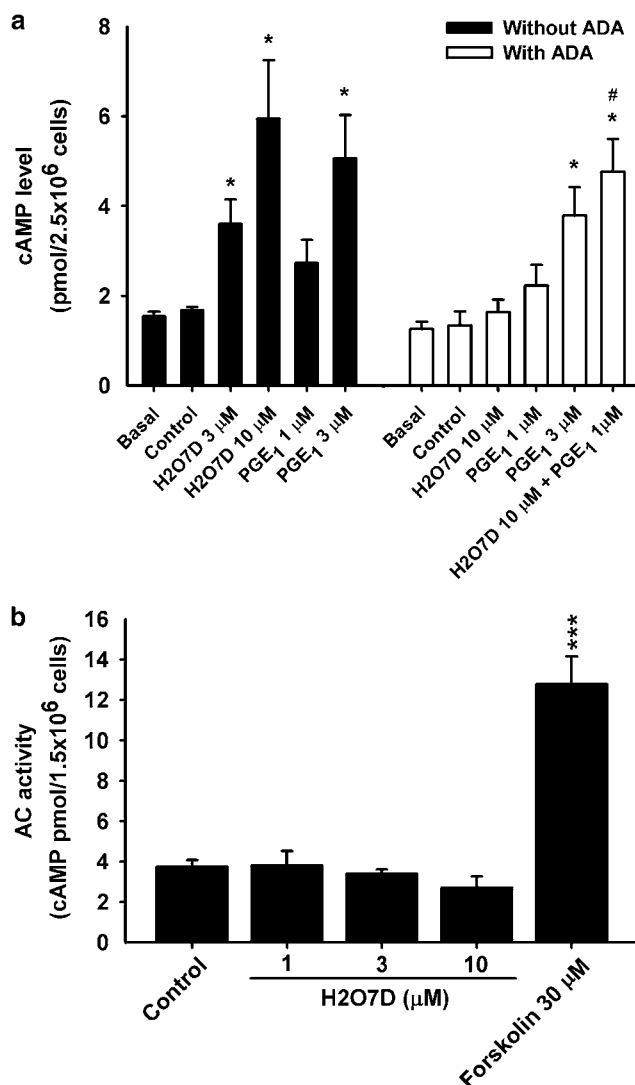 a
Without ADA
With ADA
cAMP level
(pmol/2.5x10⁶ cells)
8
6
4
2
0
*
*
*
*
#
*
Basal
Control
H2O7D 3 μM
H2O7D 10 μM
PGE₁ 1 μM
PGE₁ 3 μM
Basal
Control
H2O7D 10 μM
PGE₁ 1 μM
PGE₁ 3 μM
H2O7D 10 μM + PGE₁ 1μM
b
AC activity
(cAMP pmol/1.5x10⁶ cells)
16
14
12
10
8
6
4
2
0
***
Control
1
3
10
H2O7D (μM)
Forskolin 30 μM